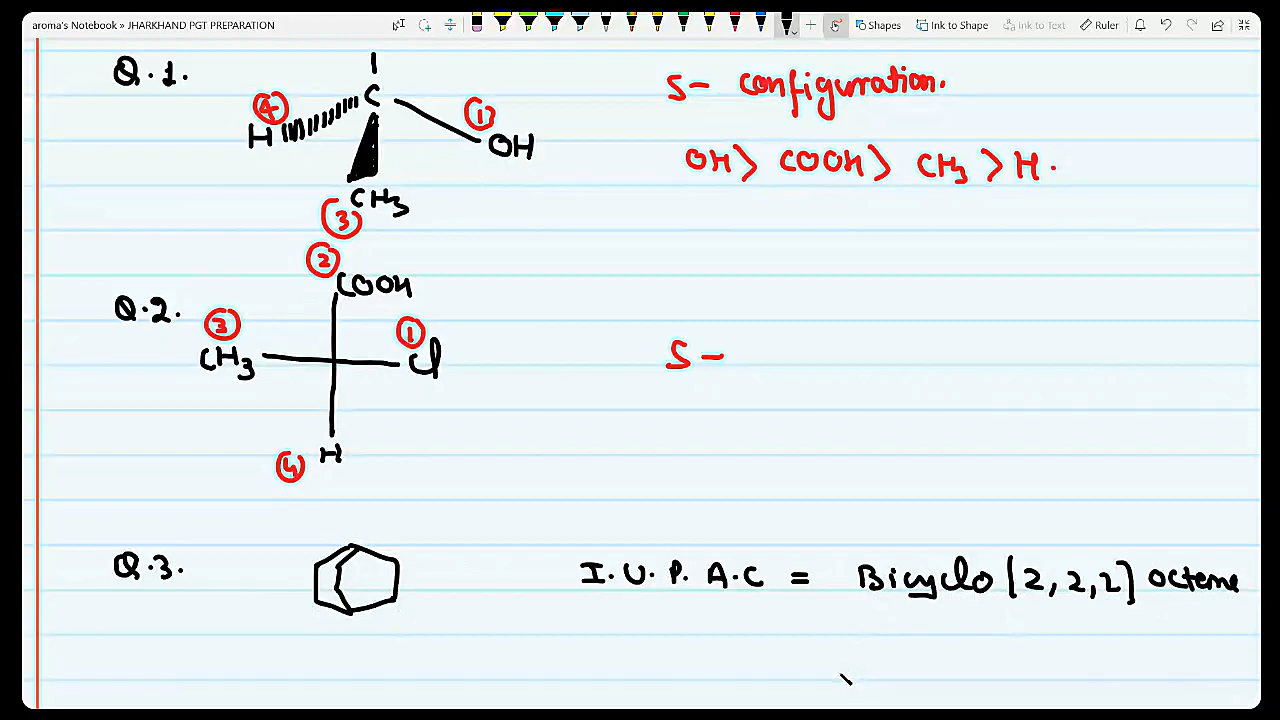 aroma's Notebook » JHARKHAND PGT PREPARATION
Shapes
Ink to Shape
Ink to Text
Ruler
Q.1.
C
④
H
①
OH
CH₃
③
S- configuration.
OH > COOH > CH₃ > H.
②
COOH
Q.2.
③
CH₃
①
Cl
S-
④
H
Q.3.
I.U.P.A.C = Bicyclo [2,2,2] octene